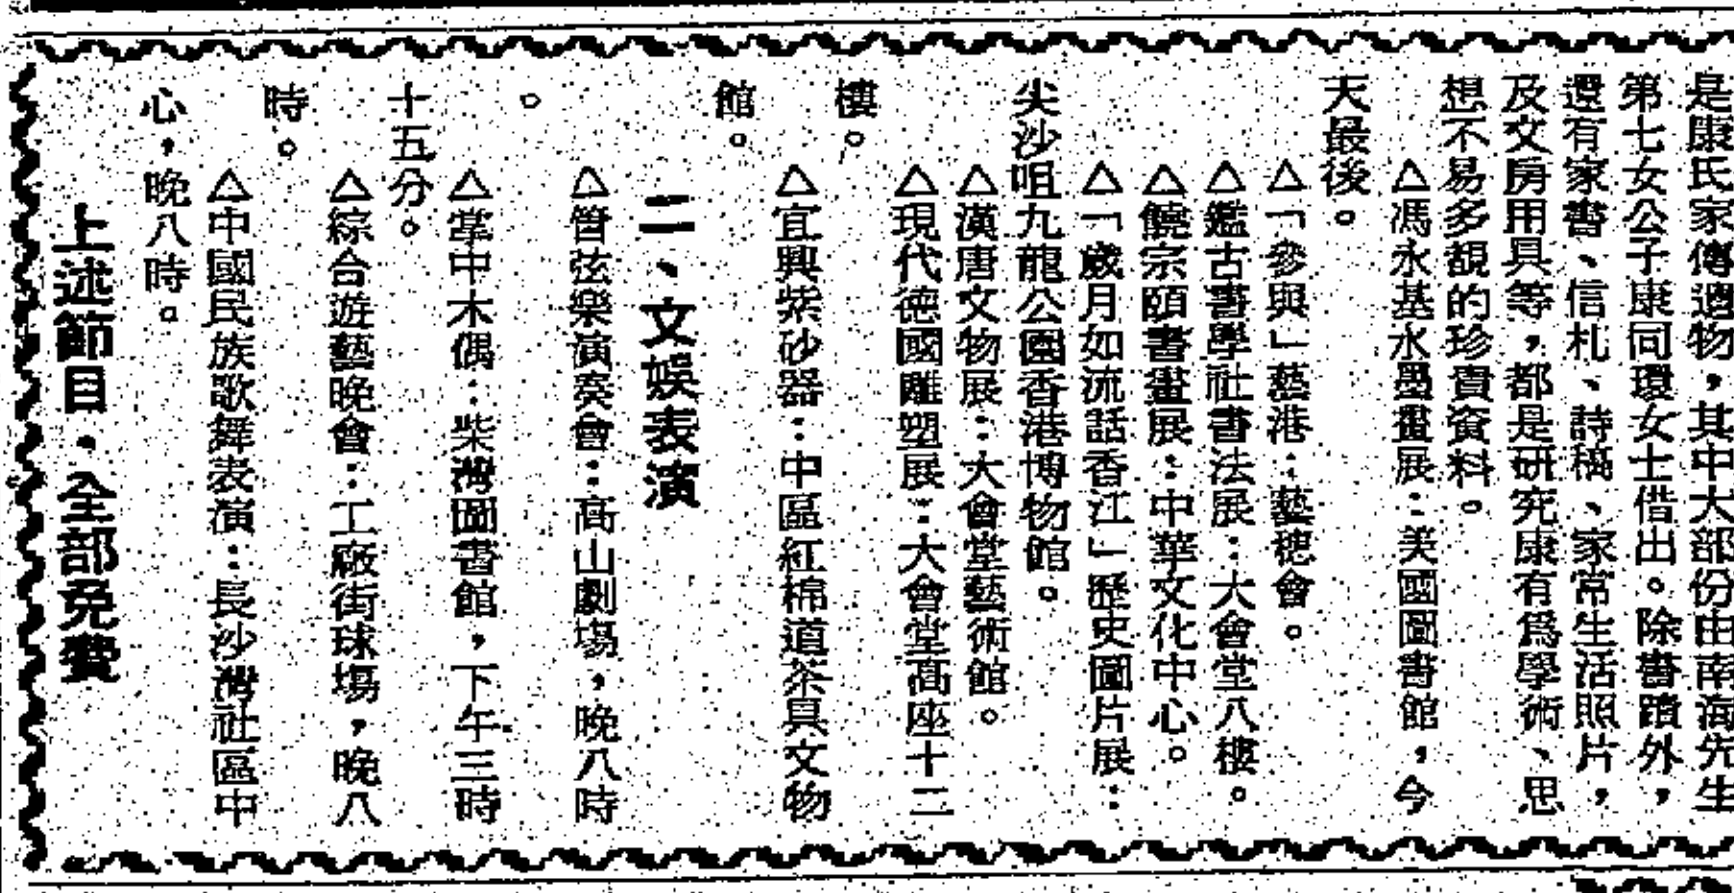 是康氏家傳遺物，其中大部份由南海先生
第七女公子康同環女士借出。除書蹟外，
還有家書、信札、詩稿、家常生活照片，
及文房用具等，都是研究康有爲學術、思
想不易多覩的珍貴資料。
△馮永基水墨畫展：美國圖書館，今
天最後。
△「參與」藝港：藝穗會。
△鑑古書學社書法展：大會堂八樓。
△饒宗頤書畫展：中華文化中心。
△「歲月如流話香江」歷史圖片展：
尖沙咀九龍公園香港博物館。
△漢唐文物展：大會堂藝術館。
△現代德國雕塑展：大會堂高座十二
樓。
△宜興紫砂器：中區紅棉道茶具文物
館。
二、文娛表演
△管弦樂演奏會：高山劇場，晚八時
。
△掌中木偶：柴灣圖書館，下午三時
十五分。
△綜合遊藝晚會：工廠街球場，晚八
時。
△中國民族歌舞表演：長沙灣社區中
心，晚八時。
上述節目．全部免費